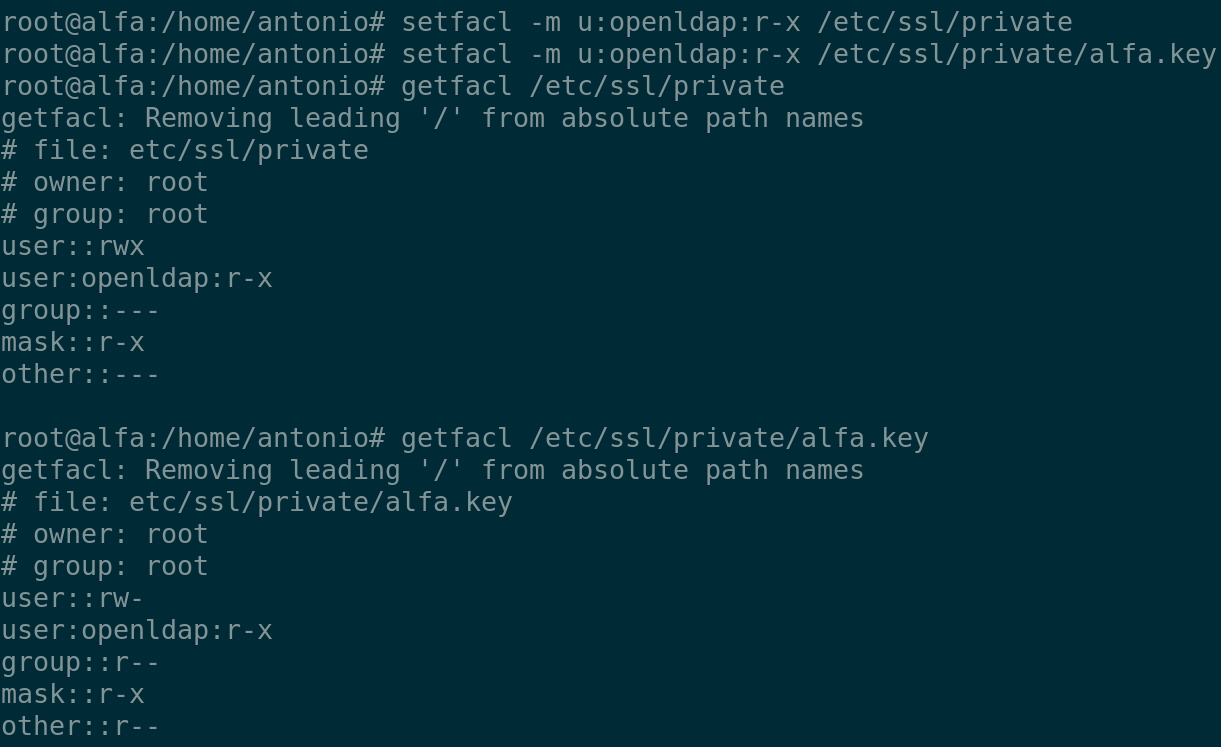 root@alfa:/home/antonio# setfacl -m u:openldap:r-x /etc/ssl/private
root@alfa:/home/antonio# setfacl -m u:openldap:r-x /etc/ssl/private/alfa.key
root@alfa:/home/antonio# getfacl /etc/ssl/private
getfacl: Removing leading '/' from absolute path names
# file: etc/ssl/private
# owner: root
# group: root
user::rwx
user:openldap:r-x
group::---
mask::r-x
other::---

root@alfa:/home/antonio# getfacl /etc/ssl/private/alfa.key
getfacl: Removing leading '/' from absolute path names
# file: etc/ssl/private/alfa.key
# owner: root
# group: root
user::rw-
user:openldap:r-x
group::r--
mask::r-x
other::r--